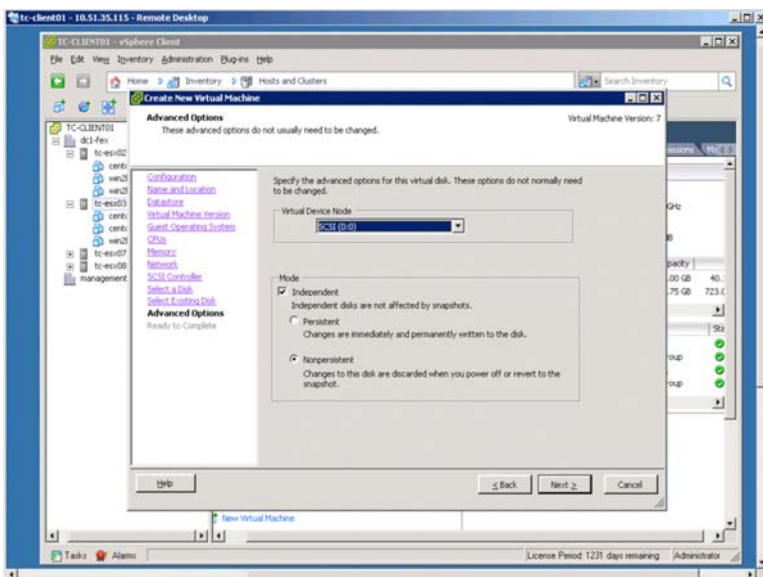 tc-client01 - 10.51.35.115 - Remote Desktop
TC-CLIENT01 - vSphere Client
File Edit View Inventory Administration Plug-ins Help
Home Inventory Hosts and Clusters
Search Inventory
Create New Virtual Machine
Advanced Options
These advanced options do not usually need to be changed.
Virtual Machine Version: 7
TC-CLIENT01
dc1-fex
tc-esx02
tc-esx03
tc-esx07
tc-esx08
management
Configuration
Name and Location
Datastore
Virtual Machine Version
Guest Operating System
CPUs
Memory
Network
SCSI Controller
Select a Disk
Select Existing Disk
Advanced Options
Ready to Complete
Specify the advanced options for this virtual disk. These options do not normally need
to be changed.
Virtual Device Node
SCSI (0:0)
Mode
Independent
Independent disks are not affected by snapshots.
Persistent
Changes are immediately and permanently written to the disk.
Nonpersistent
Changes to this disk are discarded when you power off or revert to the
snapshot.
Help
≤ Back
Next ≥
Cancel
New Virtual Machine
Tasks Alarms
License Period: 1231 days remaining
Administrator